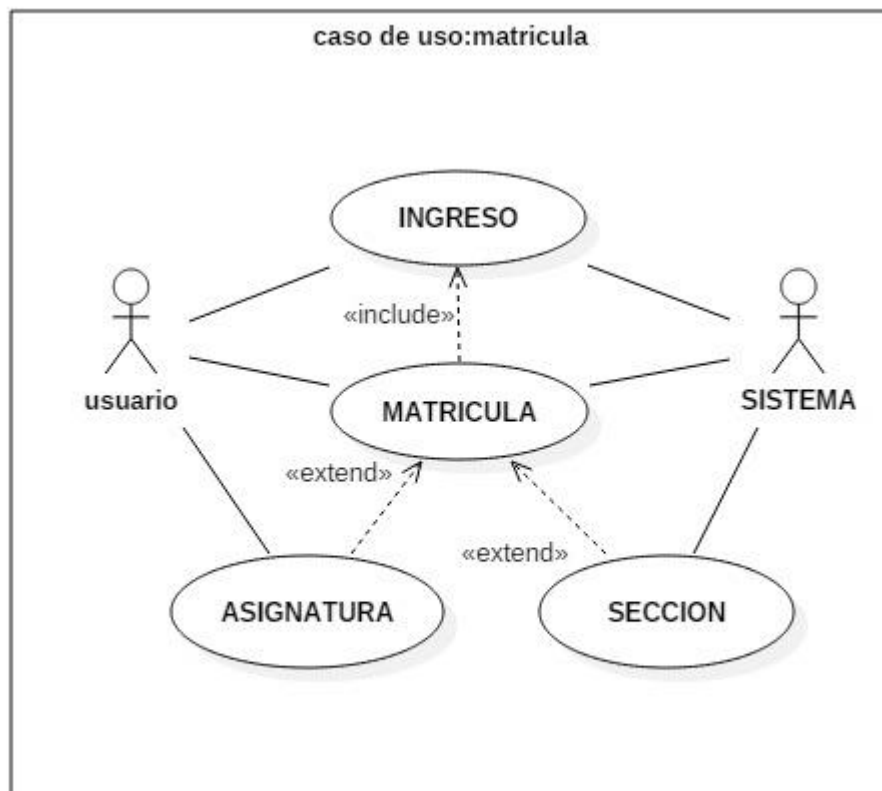 caso de uso:matricula
INGRESO
«include»
usuario
MATRICULA
SISTEMA
«extend»
«extend»
ASIGNATURA
SECCION